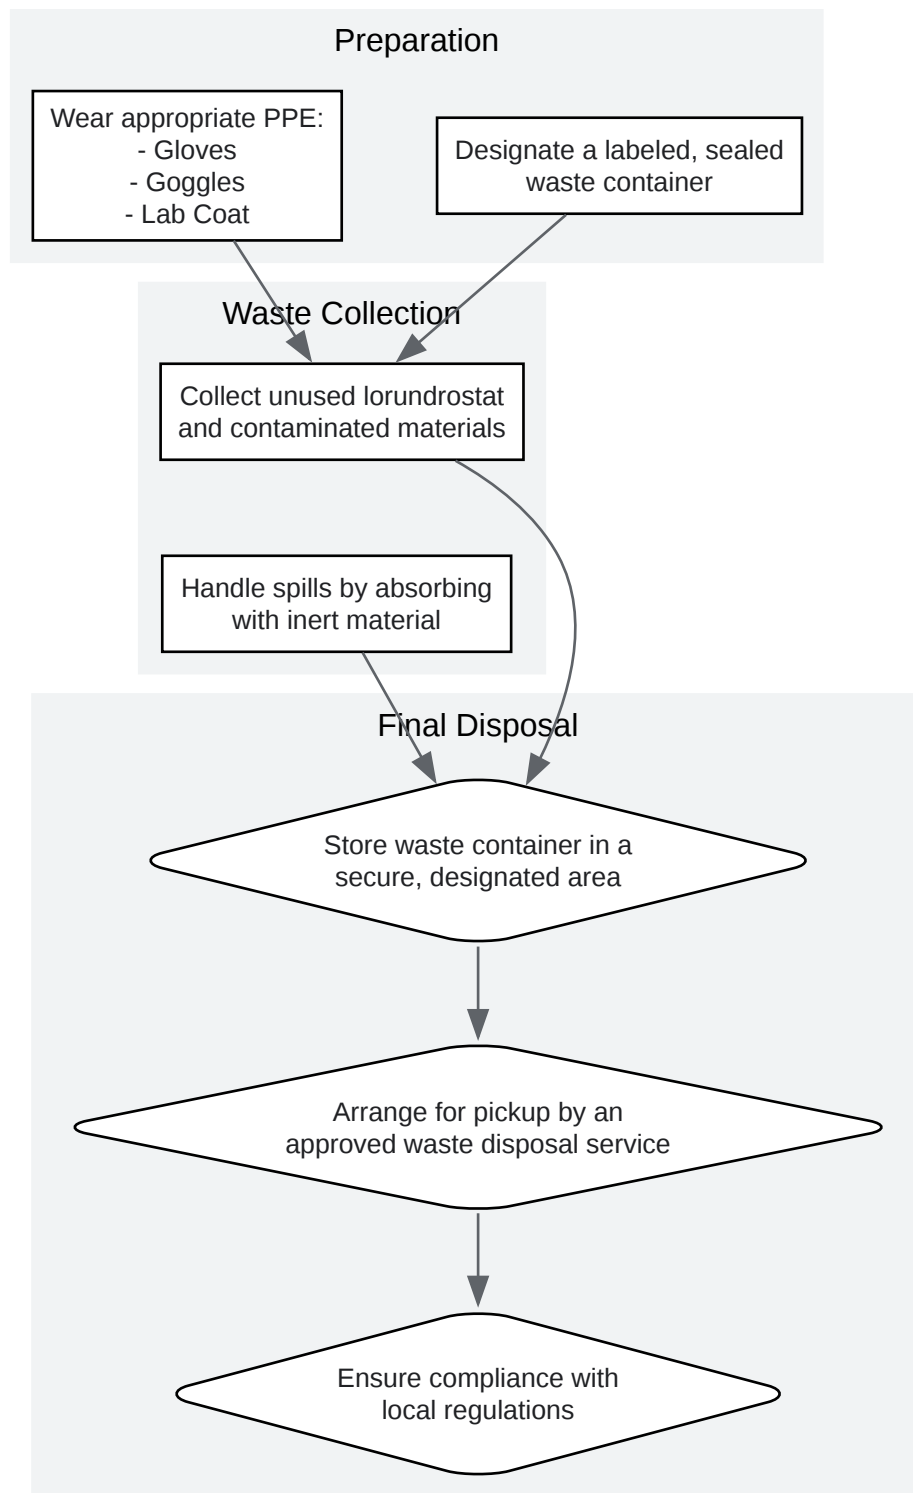 Preparation
Wear appropriate PPE:
- Gloves
- Goggles
- Lab Coat
Designate a labeled, sealed
waste container
Waste Collection
Collect unused lorundrostat
and contaminated materials
Handle spills by absorbing
with inert material
Final Disposal
Store waste container in a
secure, designated area
Arrange for pickup by an
approved waste disposal service
Ensure compliance with
local regulations